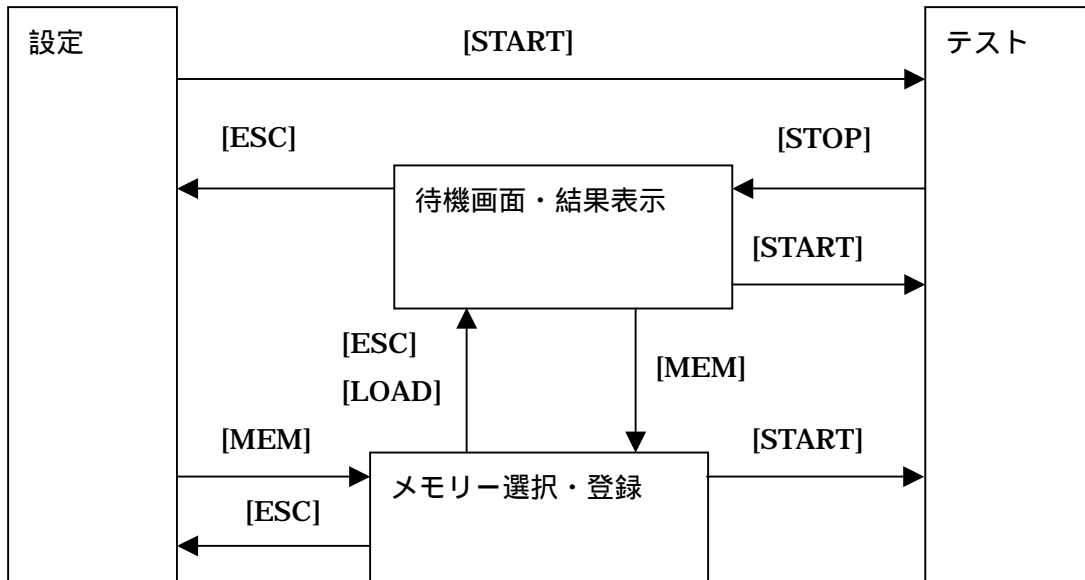 設定
[START]
テスト
[ESC]
[STOP]
待機画面・結果表示
[START]
[ESC]
[LOAD]
[MEM]
[MEM]
[START]
メモリー選択・登録
[ESC]